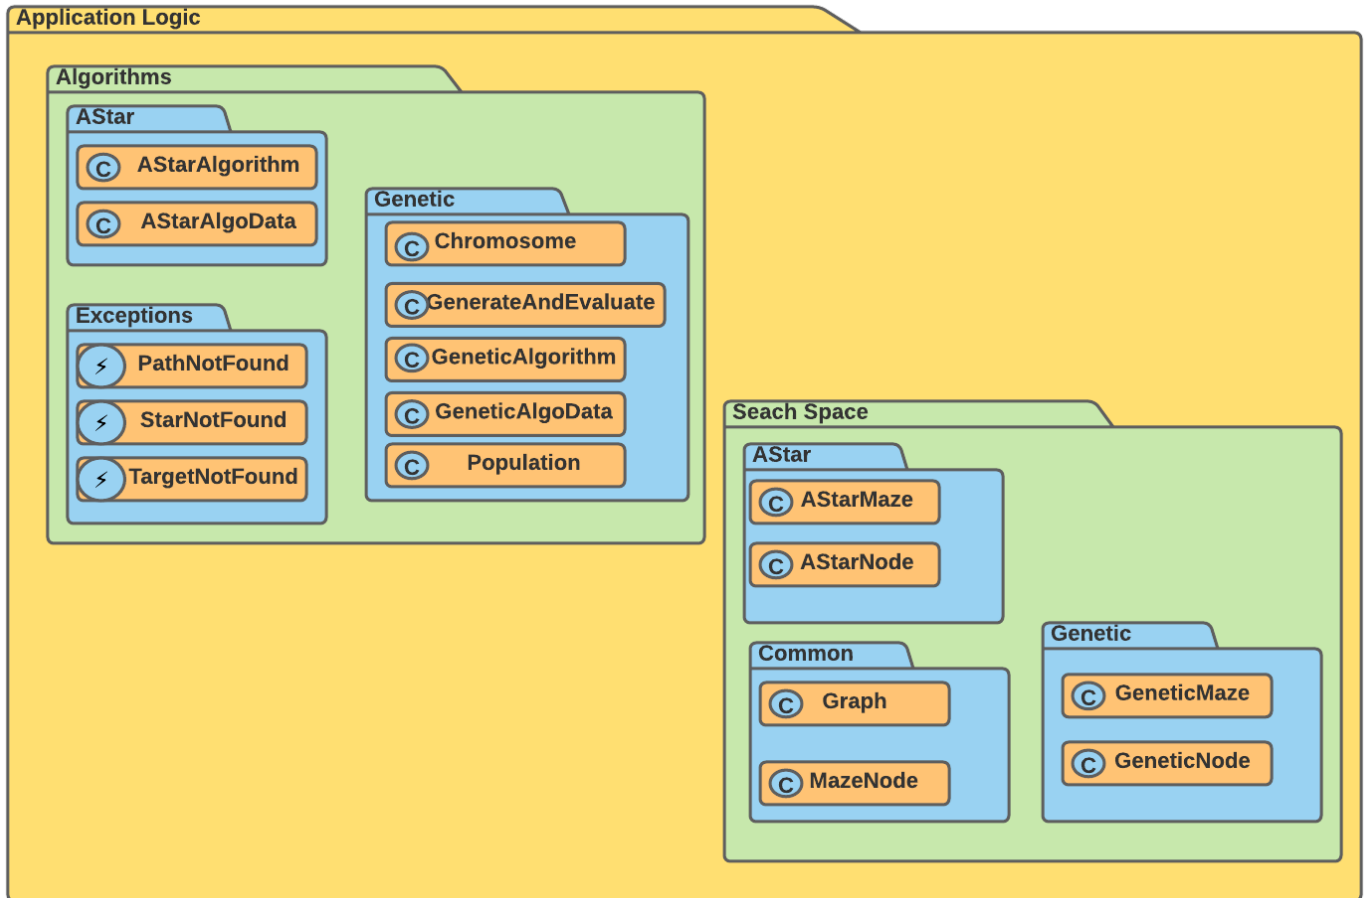 Application Logic
Algorithms
AStar
C AStarAlgorithm
C AStarAlgoData
Exceptions
⚡ PathNotFound
⚡ StarNotFound
⚡ TargetNotFound
Genetic
C Chromosome
C GenerateAndEvaluate
C GeneticAlgorithm
C GeneticAlgoData
C Population
Seach Space
AStar
C AStarMaze
C AStarNode
Common
C Graph
C MazeNode
Genetic
C GeneticMaze
C GeneticNode